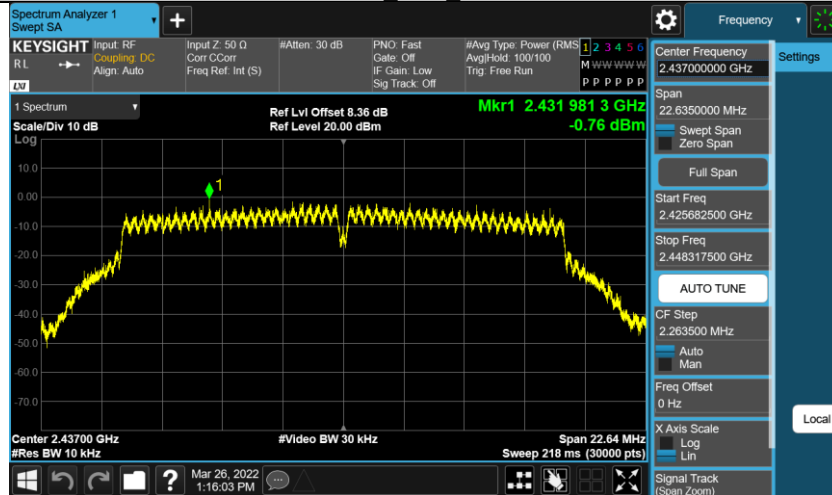 Spectrum Analyzer 1
Swept SA
Frequency
KEYSIGHT
RL
LXI
Input: RF
Coupling: DC
Align: Auto
Input Z: 50 Ω
Corr CCorr
Freq Ref: Int (S)
#Atten: 30 dB
PNO: Fast
Gate: Off
IF Gain: Low
Sig Track: Off
#Avg Type: Power (RMS
Avg|Hold: 100/100
Trig: Free Run
1 2 3 4 5 6
M W W W W W
P P P P P P
1 Spectrum
Scale/Div 10 dB
Log
Ref Lvl Offset 8.36 dB
Ref Level 20.00 dBm
Mkr1 2.431 981 3 GHz
-0.76 dBm
10.0
0.00
-10.0
-20.0
-30.0
-40.0
-50.0
-60.0
-70.0
1
Center 2.43700 GHz
#Res BW 10 kHz
#Video BW 30 kHz
Span 22.64 MHz
Sweep 218 ms (30000 pts)
Mar 26, 2022
1:16:03 PM
Center Frequency
2.437000000 GHz
Span
22.6350000 MHz
Swept Span
Zero Span
Full Span
Start Freq
2.425682500 GHz
Stop Freq
2.448317500 GHz
AUTO TUNE
CF Step
2.263500 MHz
Auto
Man
Freq Offset
0 Hz
X Axis Scale
Log
Lin
Signal Track
(Span Zoom)
Settings
Local